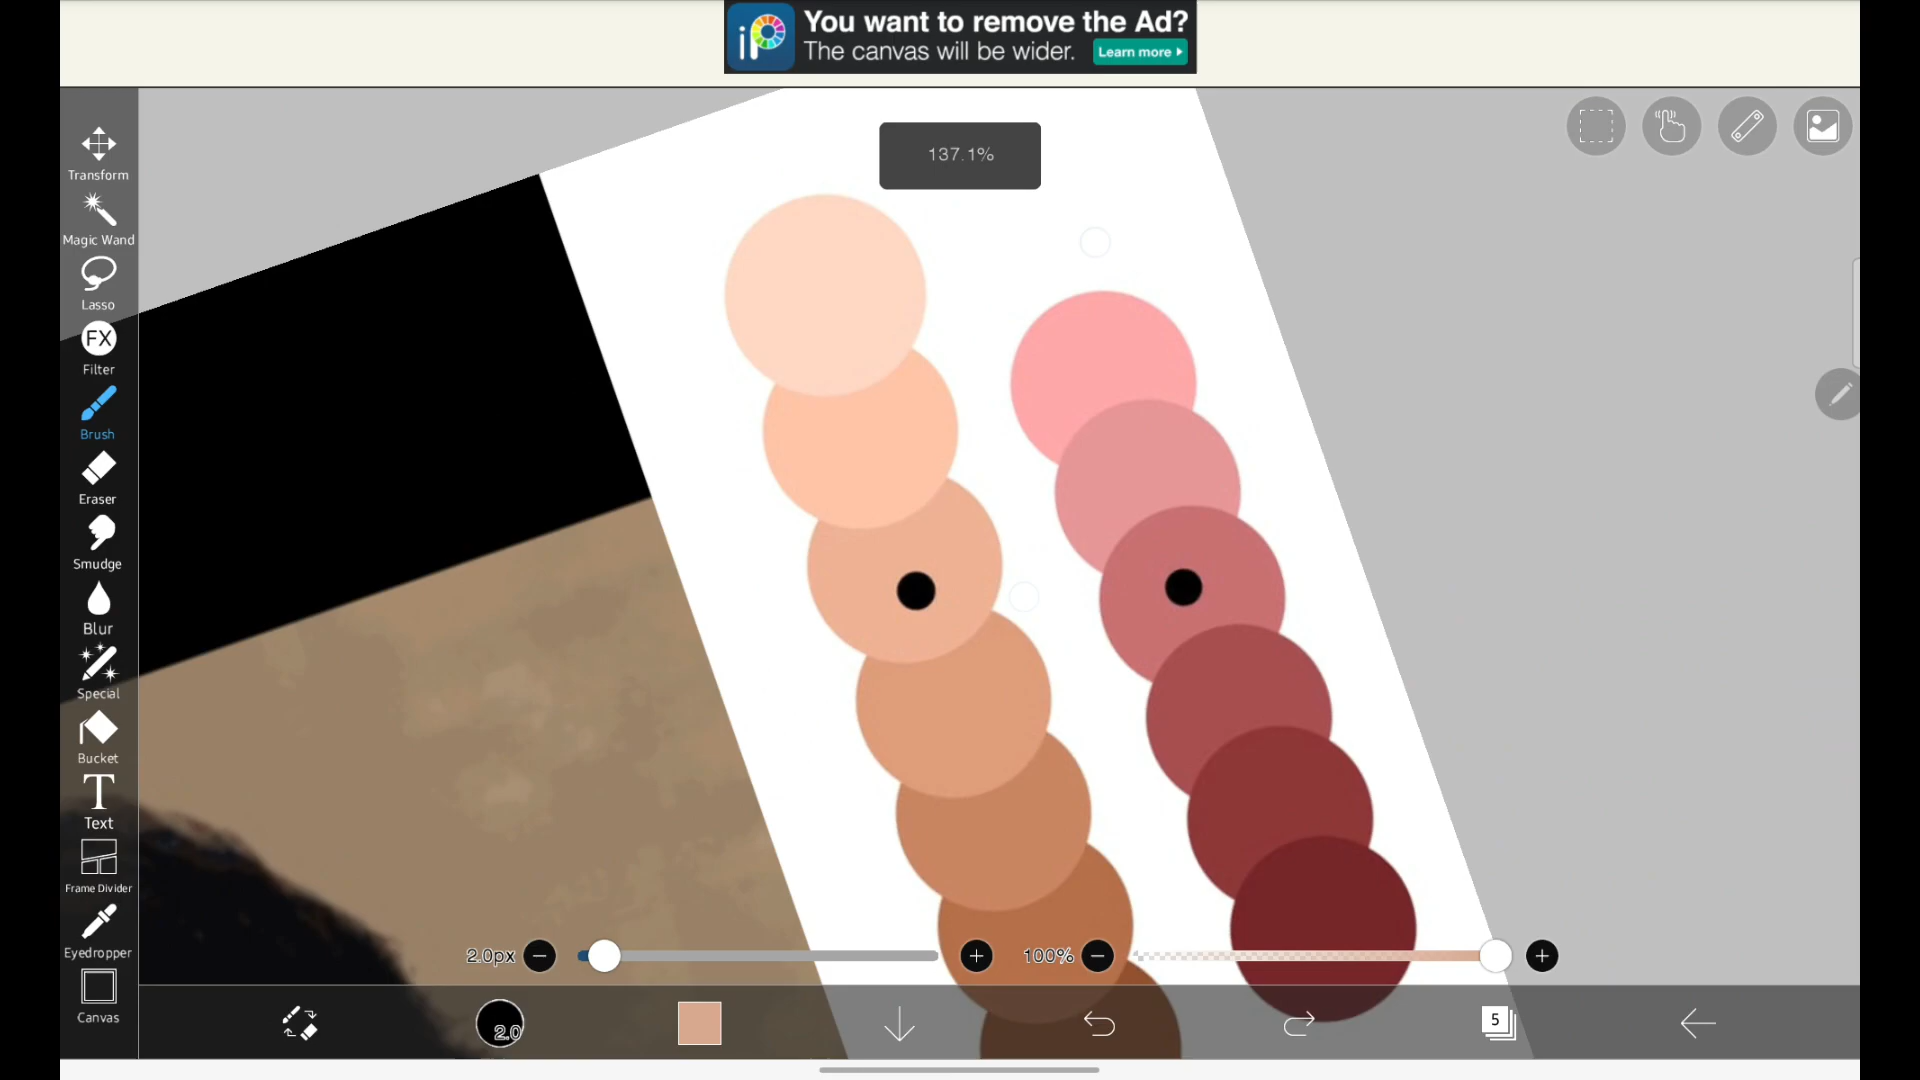 iP
You want to remove the Ad?
The canvas will be wider.
Learn more
137.1%
Transform
Magic Wand
Lasso
FX
Filter
Brush
Eraser
Smudge
Blur
Special
Bucket
T
Text
Frame Divider
Eyedropper
Canvas
2.0px
100%
2.0
5